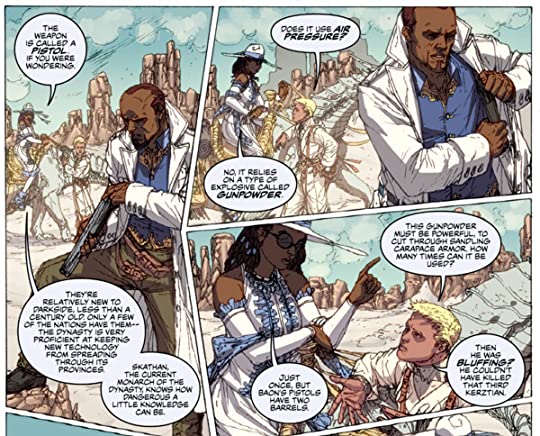 THE
WEAPON
IS CALLED A
PISTOL,
IF YOU WERE
WONDERING.
THEY'RE
RELATIVELY NEW TO
DARKSIDE, LESS THAN A
CENTURY OLD. ONLY A FEW
OF THE NATIONS HAVE THEM--
THE DYNASTY IS VERY
PROFICIENT AT KEEPING
NEW TECHNOLOGY
FROM SPREADING
THROUGH ITS
PROVINCES.
SKATHAN,
THE CURRENT
MONARCH OF THE
DYNASTY, KNOWS HOW
DANGEROUS
A LITTLE KNOWLEDGE
CAN BE.
DOES IT USE AIR
PRESSURE?
NO, IT RELIES
ON A TYPE OF
EXPLOSIVE CALLED
GUNPOWDER.
THIS GUNPOWDER
MUST BE POWERFUL, TO
CUT THROUGH SANDLING
CARAPACE ARMOR. HOW
MANY TIMES CAN IT BE
USED?
JUST
ONCE, BUT
BAON'S PISTOLS
HAVE TWO
BARRELS.
THEN
HE WAS
BLUFFING?
HE COULDN'T
HAVE KILLED
THAT THIRD
KERZTIAN.